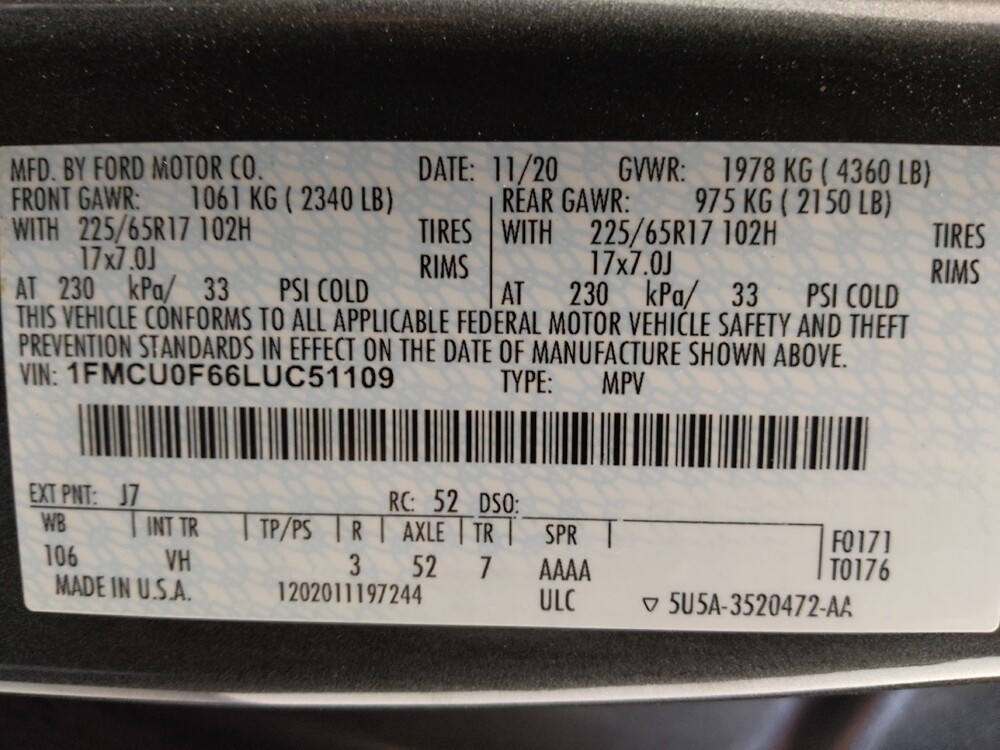 MFD. BY FORD MOTOR CO. DATE: 11/20 GVWR: 1978 KG ( 4360 LB)
FRONT GAWR: 1061 KG ( 2340 LB) REAR GAWR: 975 KG ( 2150 LB)
WITH 225/65R17 102H TIRES WITH 225/65R17 102H TIRES
17x7.0J RIMS 17x7.0J RIMS
AT 230 kPa/ 33 PSI COLD AT 230 kPa/ 33 PSI COLD
THIS VEHICLE CONFORMS TO ALL APPLICABLE FEDERAL MOTOR VEHICLE SAFETY AND THEFT
PREVENTION STANDARDS IN EFFECT ON THE DATE OF MANUFACTURE SHOWN ABOVE.
VIN: 1FMCU0F66LUC51109 TYPE: MPV
EXT PNT: J7 RC: 52 DSO:
WB INT TR TP/PS R AXLE TR SPR F0171
106 VH 3 52 7 AAAA T0176
MADE IN U.S.A. 1202011197244 ULC ▽ 5U5A-3520472-AA